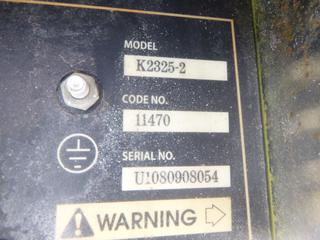 MODEL
K2325-2
CODE NO.
11470
SERIAL NO.
U1080908054
WARNING